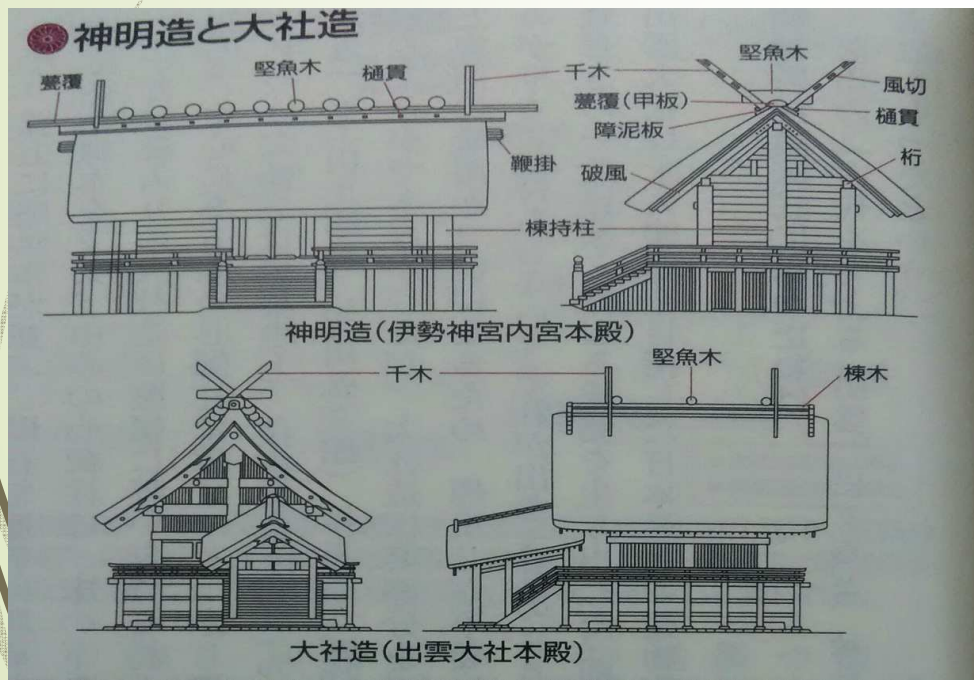 神明造と大社造
甍覆
堅魚木
樋貫
千木
鞭掛
棟持柱
堅魚木
風切
甍覆(甲板)
樋貫
障泥板
破風
桁
神明造(伊勢神宮内宮本殿)
千木
堅魚木
棟木
大社造(出雲大社本殿)